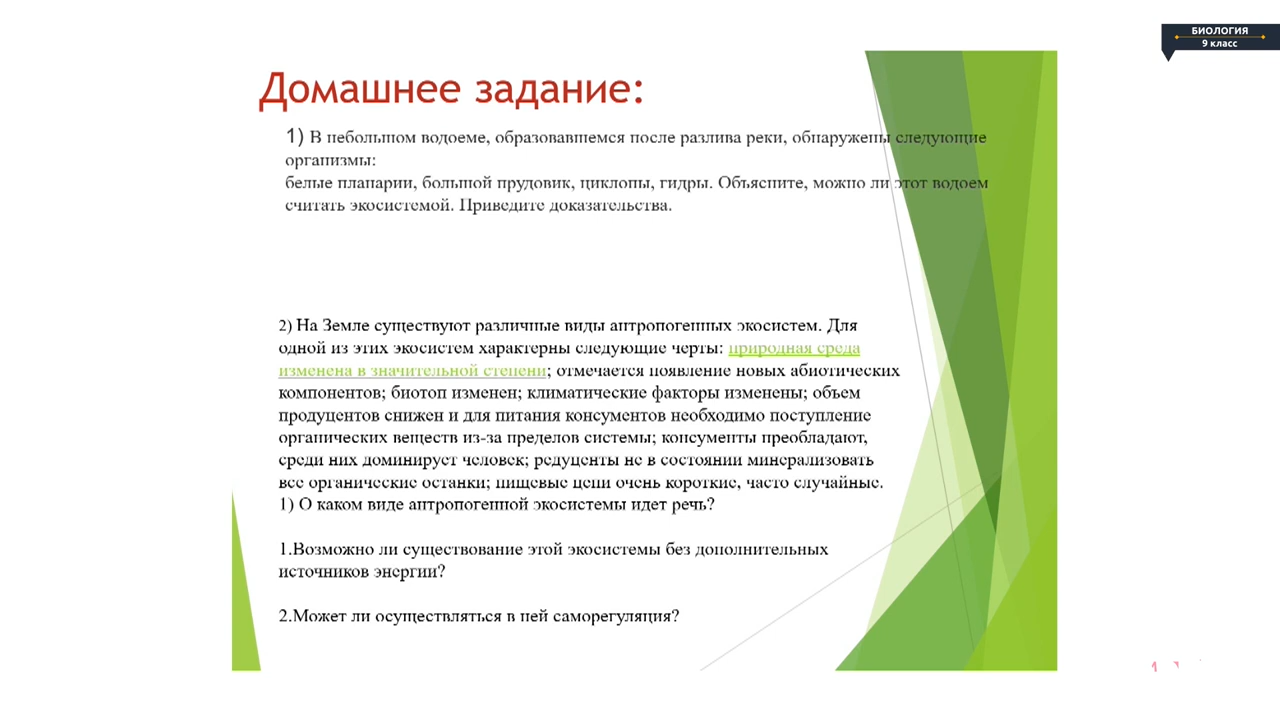 БИОЛОГИЯ
9 класс
Домашнее задание:
1) В небольшом водоеме, образовавшемся после разлива реки, обнаружены следующие
организмы:
белые планарии, большой прудовик, циклопы, гидры. Объясните, можно ли этот водоем
считать экосистемой. Приведите доказательства.
2) На Земле существуют различные виды антропогенных экосистем. Для
одной из этих экосистем характерны следующие черты: природная среда
изменена в значительной степени; отмечается появление новых абиотических
компонентов; биотоп изменен; климатические факторы изменены; объем
продуцентов снижен и для питания консументов необходимо поступление
органических веществ из-за пределов системы; консументы преобладают,
среди них доминирует человек; редуценты не в состоянии минерализовать
все органические останки; пищевые цепи очень короткие, часто случайные.
1) О каком виде антропогенной экосистемы идет речь?
1.Возможно ли существование этой экосистемы без дополнительных
источников энергии?
2.Может ли осуществляться в ней саморегуляция?